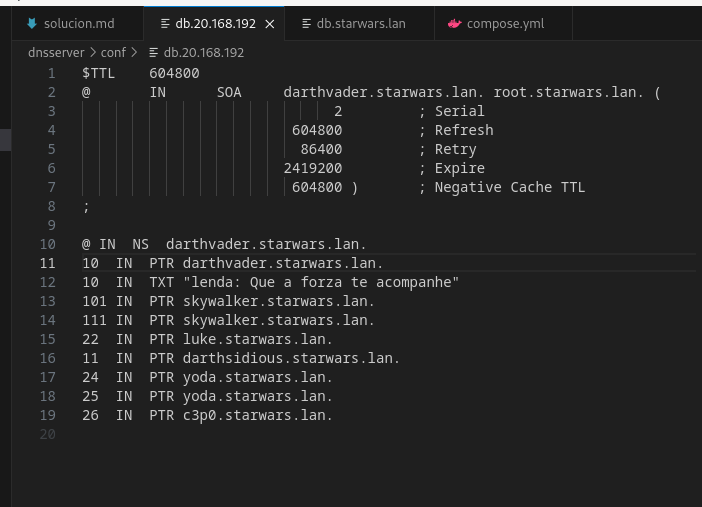 solucion.md db.20.168.192 db.starwars.lan compose.yml
dnsserver > conf > db.20.168.192
1 $TTL 604800
2 @ IN SOA darthvader.starwars.lan. root.starwars.lan. (
3 2 ; Serial
4 604800 ; Refresh
5 86400 ; Retry
6 2419200 ; Expire
7 604800 ) ; Negative Cache TTL
8 ;
9
10 @ IN NS darthvader.starwars.lan.
11 10 IN PTR darthvader.starwars.lan.
12 10 IN TXT "lenda: Que a forza te acompanhe"
13 101 IN PTR skywalker.starwars.lan.
14 111 IN PTR skywalker.starwars.lan.
15 22 IN PTR luke.starwars.lan.
16 11 IN PTR darthsidious.starwars.lan.
17 24 IN PTR yoda.starwars.lan.
18 25 IN PTR yoda.starwars.lan.
19 26 IN PTR c3p0.starwars.lan.
20